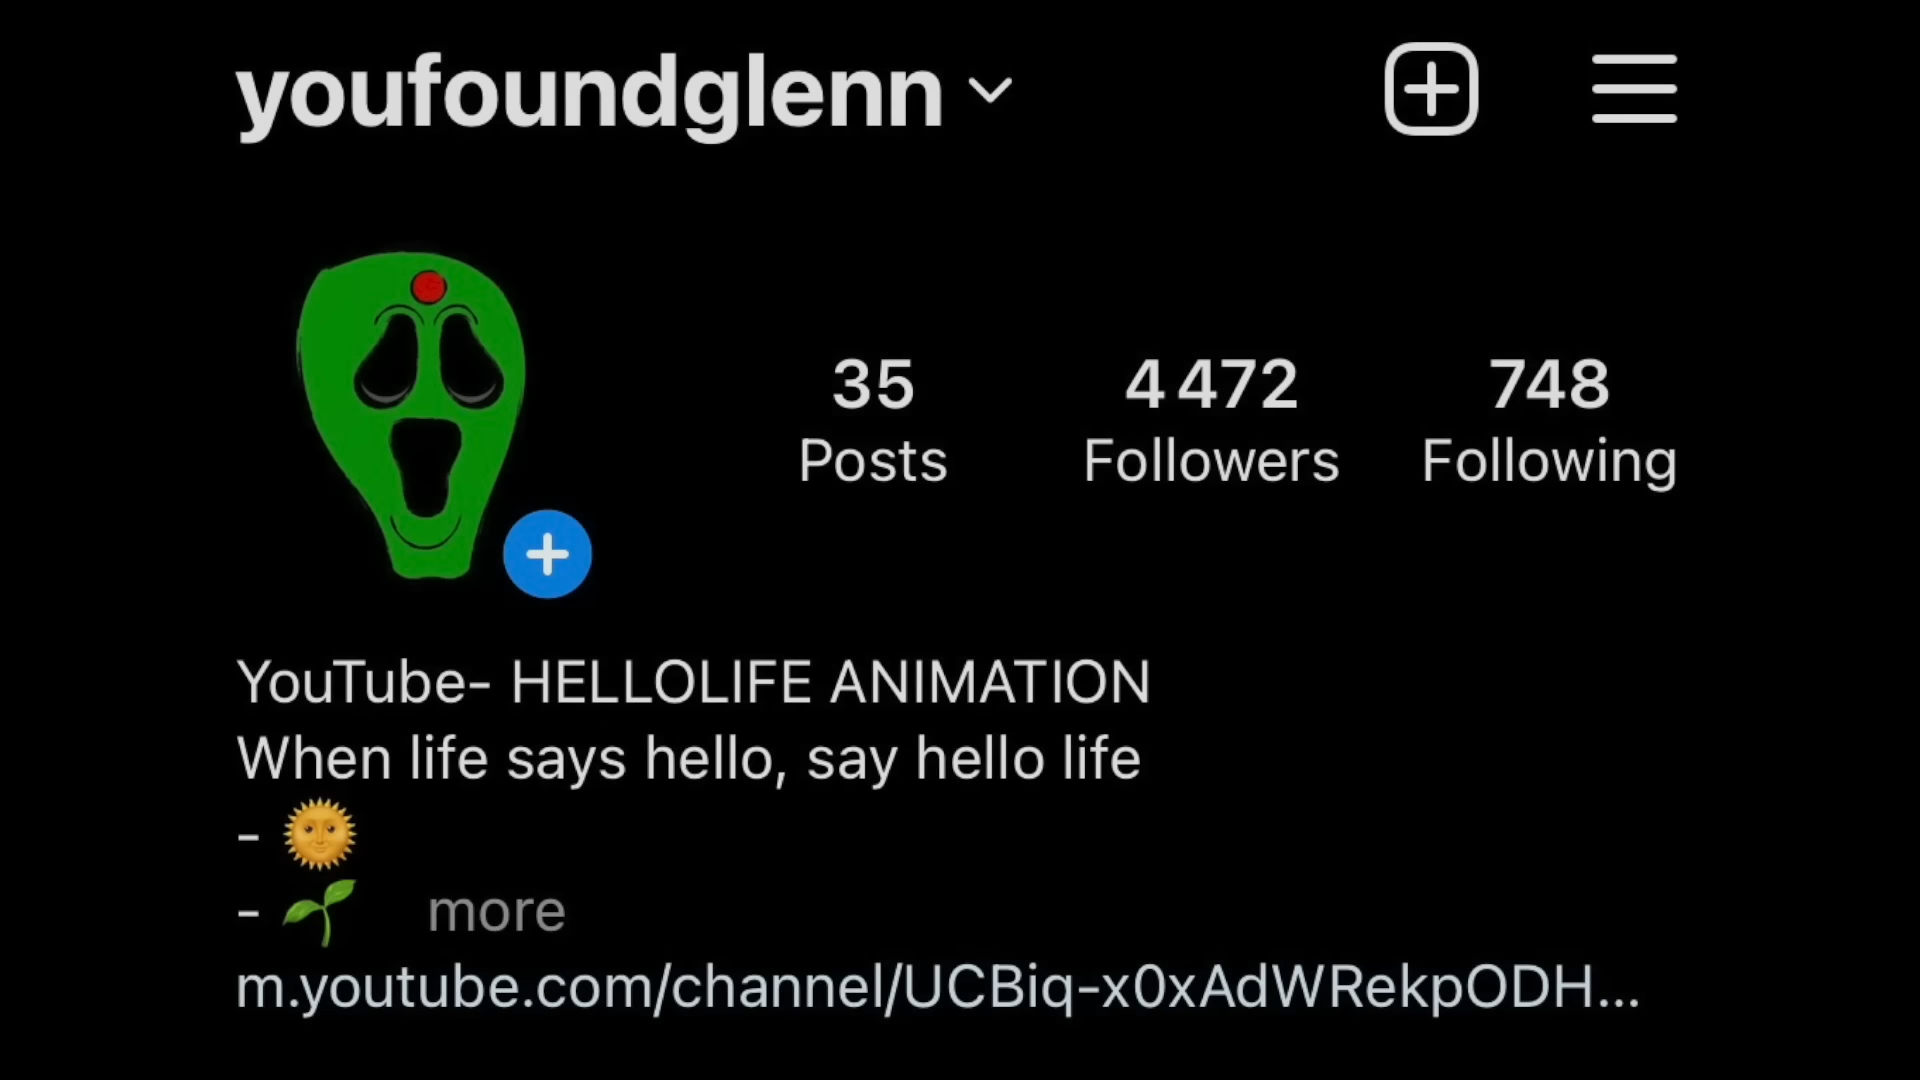 youfoundglenn
35 4 472 748
Posts Followers Following
YouTube- HELLOLIFE ANIMATION
When life says hello, say hello life
- 🌞
- 🌱 more
m.youtube.com/channel/UCBiq-x0xAdWRekpODH...